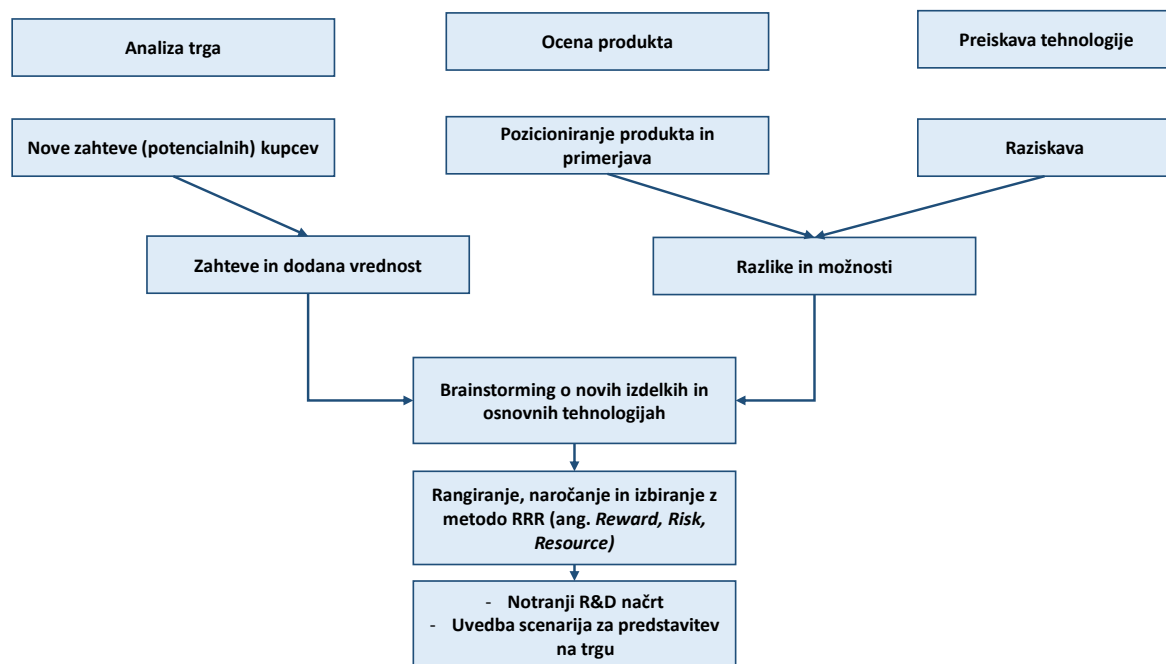 Analiza trga
Ocena produkta
Preiskava tehnologije
Nove zahteve (potencialnih) kupcev
Pozicioniranje produkta in
primerjava
Raziskava
Zahteve in dodana vrednost
Razlike in možnosti
Brainstorming o novih izdelkih in
osnovnih tehnologijah
Rangiranje, naročanje in izbiranje z
metodo RRR (ang. Reward, Risk,
Resource)
- Notranji R&D načrt
- Uvedba scenarija za predstavitev
na trgu